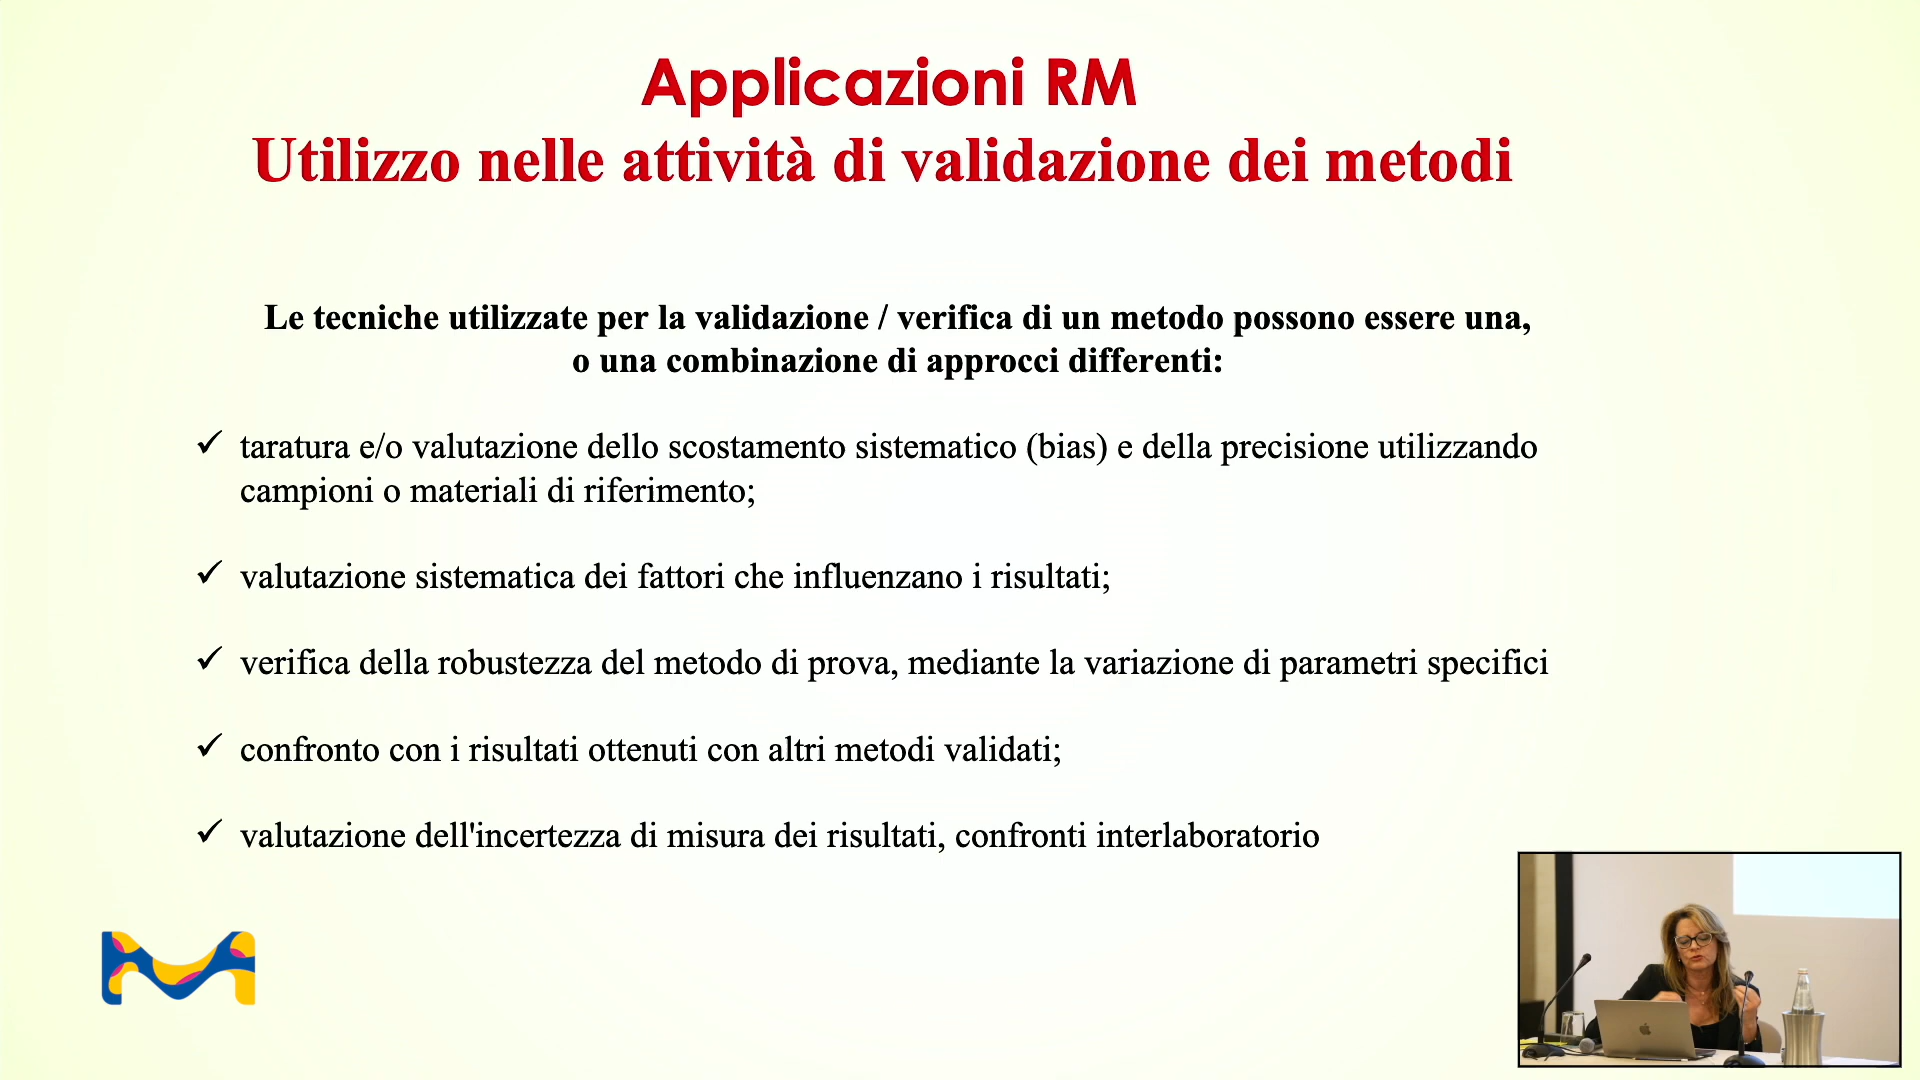 Applicazioni RM
Utilizzo nelle attività di validazione dei metodi
Le tecniche utilizzate per la validazione / verifica di un metodo possono essere una,
o una combinazione di approcci differenti:
✓ taratura e/o valutazione dello scostamento sistematico (bias) e della precisione utilizzando
campioni o materiali di riferimento;
✓ valutazione sistematica dei fattori che influenzano i risultati;
✓ verifica della robustezza del metodo di prova, mediante la variazione di parametri specifici
✓ confronto con i risultati ottenuti con altri metodi validati;
✓ valutazione dell'incertezza di misura dei risultati, confronti interlaboratorio